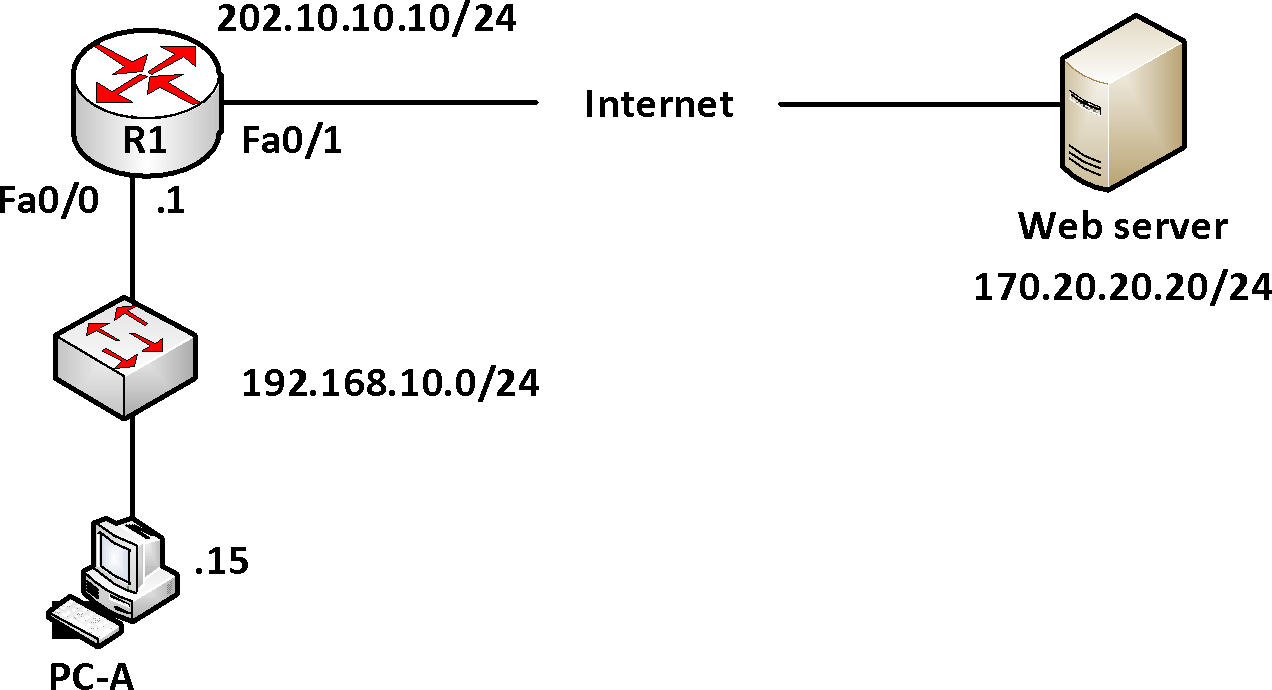 202.10.10.10/24
R1
Fa0/1
Internet
Fa0/0
.1
Web server
170.20.20.20/24
192.168.10.0/24
.15
PC-A